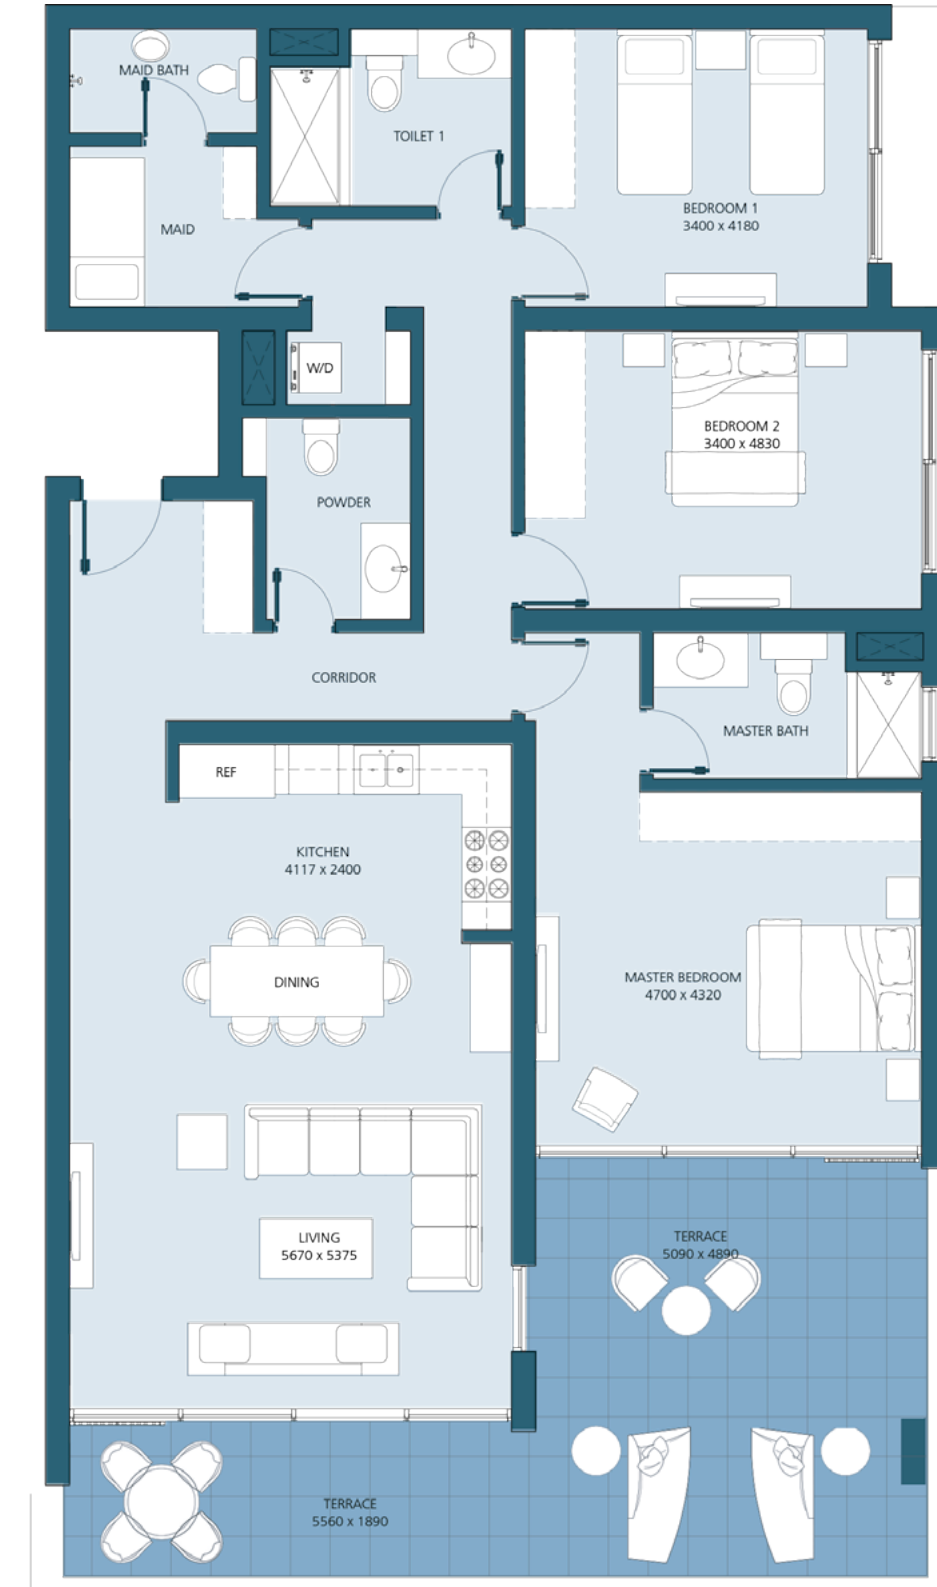 MAID BATH
TOILET 1
MAID
BEDROOM 1
3400 x 4180
W/D
BEDROOM 2
3400 x 4830
POWDER
CORRIDOR
MASTER BATH
REF
KITCHEN
4117 x 2400
DINING
MASTER BEDROOM
4700 x 4320
LIVING
5670 x 5375
TERRACE
5090 x 4890
TERRACE
5560 x 1890